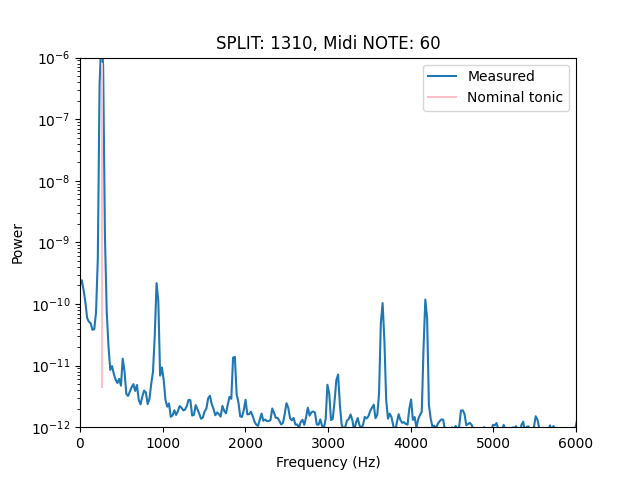 SPLIT: 1310, Midi NOTE: 60
Measured
Nominal tonic
10⁻⁶
10⁻⁷
10⁻⁸
10⁻⁹
10⁻¹⁰
10⁻¹¹
10⁻¹²
Power
0 1000 2000 3000 4000 5000 6000
Frequency (Hz)